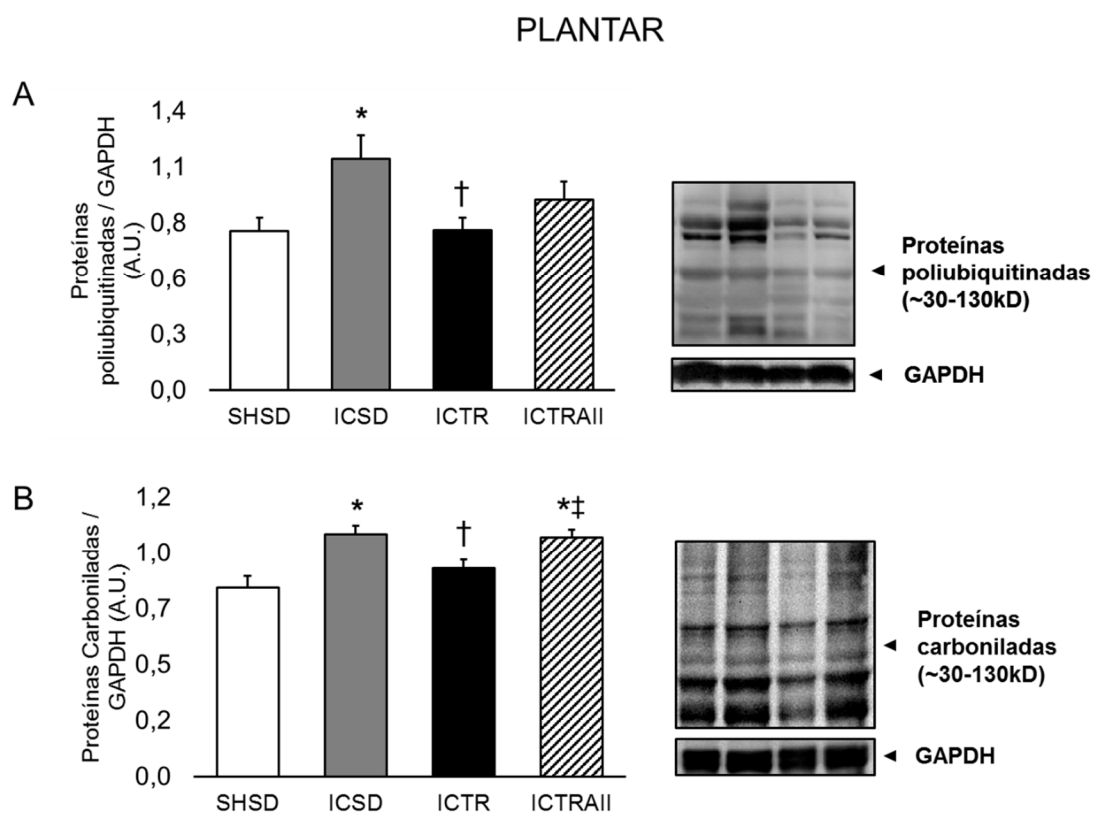 PLANTAR
A
Proteínas
poliubiquitinadas / GAPDH
(A.U.)
1,4
1,1
0,8
0,6
0,3
0,0
*
†
SHSD
ICSD
ICTR
ICTRAII
Proteínas
poliubiquitinadas
(~30-130kD)
GAPDH
B
Proteínas Carboniladas /
GAPDH (A.U.)
1,2
1,0
0,7
0,5
0,2
0,0
*
†
*‡
SHSD
ICSD
ICTR
ICTRAII
Proteínas
carboniladas
(~30-130kD)
GAPDH